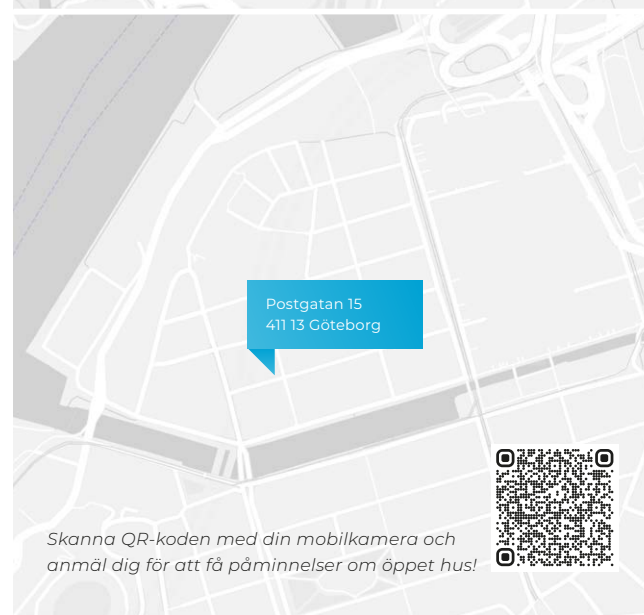 Postgatan 15
411 13 Göteborg
Skanna QR-koden med din mobilkamera och
anmäl dig för att få påminnelser om öppet hus!